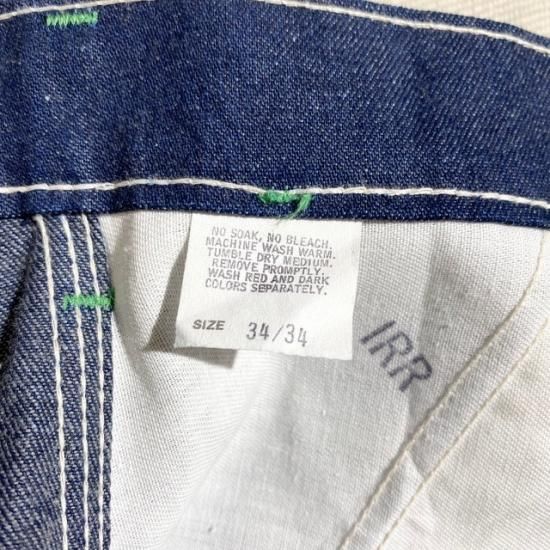 NO SOAK, NO BLEACH.
MACHINE WASH WARM.
TUMBLE DRY MEDIUM.
REMOVE PROMPTLY.
WASH RED AND DARK
COLORS SEPARATELY.
SIZE 34/34
IRR